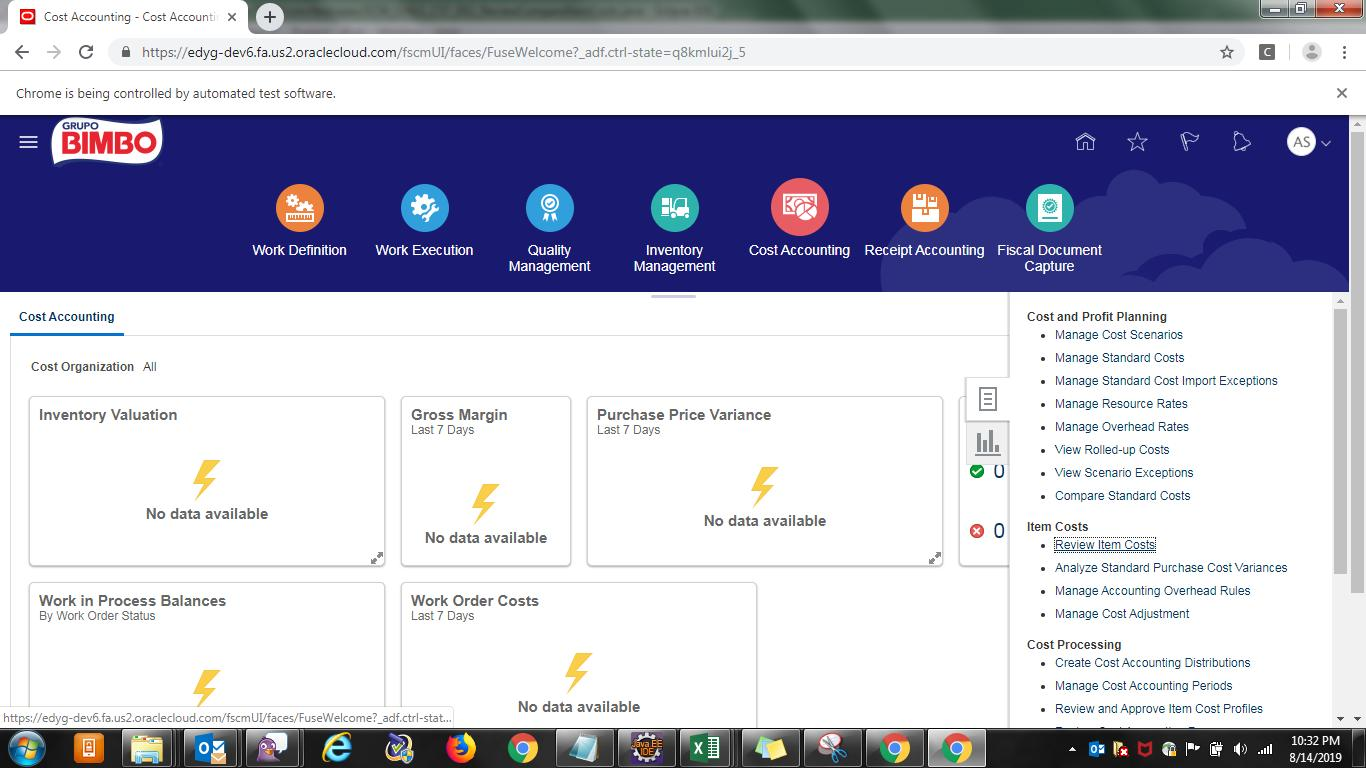 Cost Accounting - Cost Accounti
https://edyg-dev6.fa.us2.oraclecloud.com/fscmUI/faces/FuseWelcome?_adf.ctrl-state=q8kmlui2j_5
C
Chrome is being controlled by automated test software.
GRUPO
BIMBO
AS
Work Definition
Work Execution
Quality
Management
Inventory
Management
Cost Accounting
Receipt Accounting
Fiscal Document
Capture
Cost Accounting
Cost Organization All
Inventory Valuation
No data available
Gross Margin
Last 7 Days
No data available
Purchase Price Variance
Last 7 Days
No data available
0
0
Work in Process Balances
By Work Order Status
Work Order Costs
Last 7 Days
No data available
Cost and Profit Planning
Manage Cost Scenarios
Manage Standard Costs
Manage Standard Cost Import Exceptions
Manage Resource Rates
Manage Overhead Rates
View Rolled-up Costs
View Scenario Exceptions
Compare Standard Costs
Item Costs
Review Item Costs
Analyze Standard Purchase Cost Variances
Manage Accounting Overhead Rules
Manage Cost Adjustment
Cost Processing
Create Cost Accounting Distributions
Manage Cost Accounting Periods
Review and Approve Item Cost Profiles
https://edyg-dev6.fa.us2.oraclecloud.com/fscmUI/faces/FuseWelcome?_adf.ctrl-stat...
Java EE
IDE
10:32 PM
8/14/2019